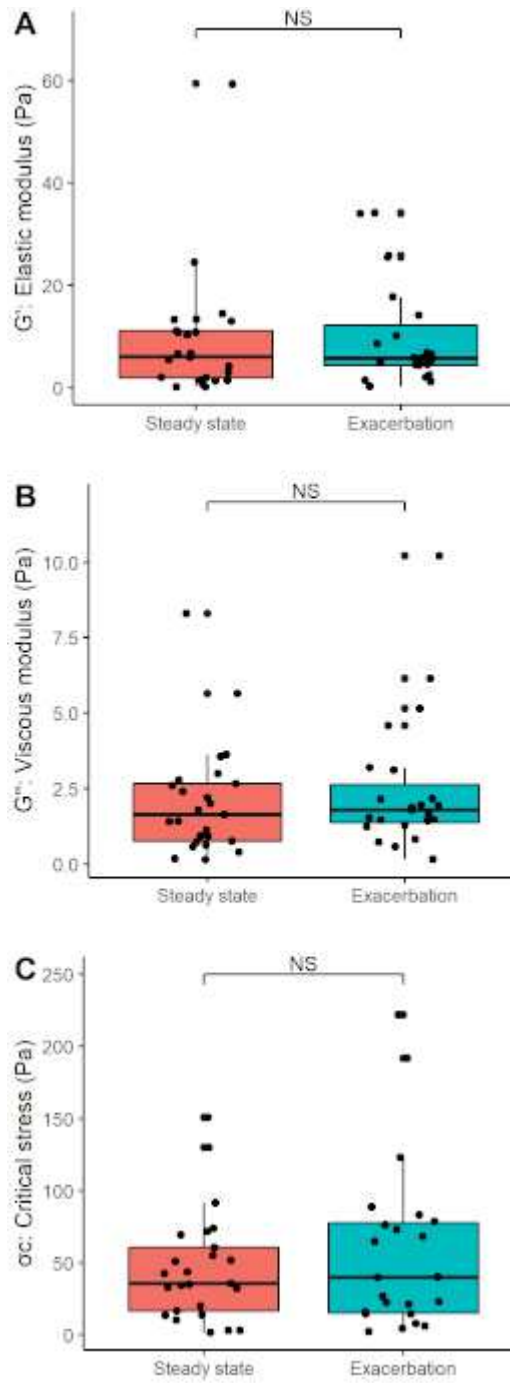 A
NS
G': Elastic modulus (Pa)
60
40
20
0
Steady state
Exacerbation
B
NS
G": Viscous modulus (Pa)
10.0
7.5
5.0
2.5
0.0
Steady state
Exacerbation
C
NS
σc: Critical stress (Pa)
250
200
150
100
50
0
Steady state
Exacerbation